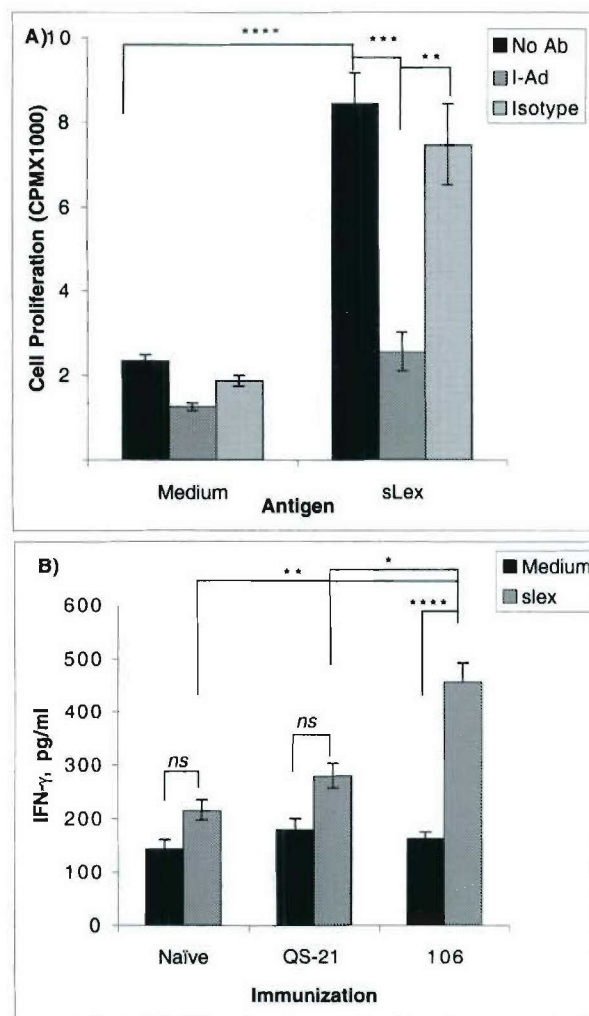 A)
10
8
6
4
2
Cell Proliferation (CPMX1000)
****
***
**
No Ab
I-Ad
Isotype
Medium
sLex
Antigen
B)
**
*
****
ns
ns
Medium
slex
600
500
400
300
200
100
0
IFN-γ, pg/ml
Naïve
QS-21
106
Immunization